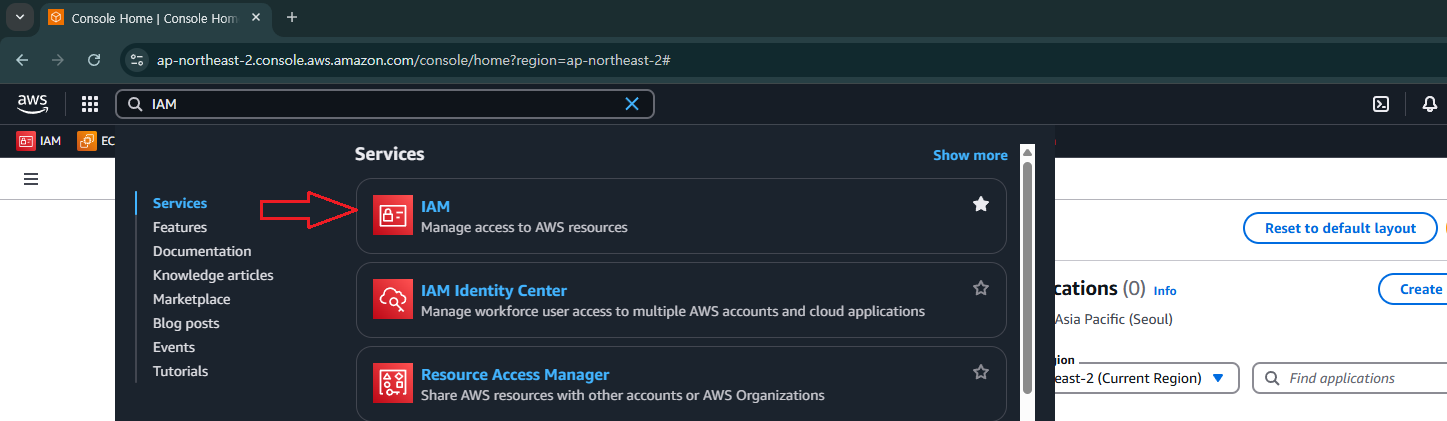 Console Home | Console Hom
ap-northeast-2.console.aws.amazon.com/console/home?region=ap-northeast-2#
aws
IAM
IAM
EC
Services
Show more
Services
Features
Documentation
Knowledge articles
Marketplace
Blog posts
Events
Tutorials
IAM
Manage access to AWS resources
IAM Identity Center
Manage workforce user access to multiple AWS accounts and cloud applications
Resource Access Manager
Share AWS resources with other accounts or AWS Organizations
Reset to default layout
cations (0) Info
Create
Asia Pacific (Seoul)
gion
east-2 (Current Region)
Find applications